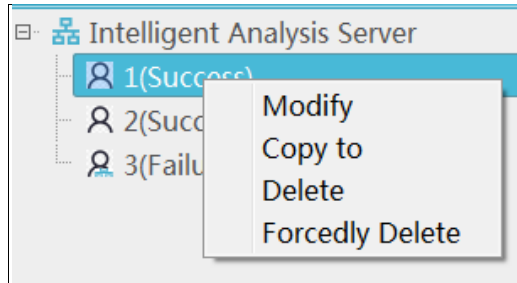 Intelligent Analysis Server
1(Success)
2(Succ
3(Failu
Modify
Copy to
Delete
Forcedly Delete